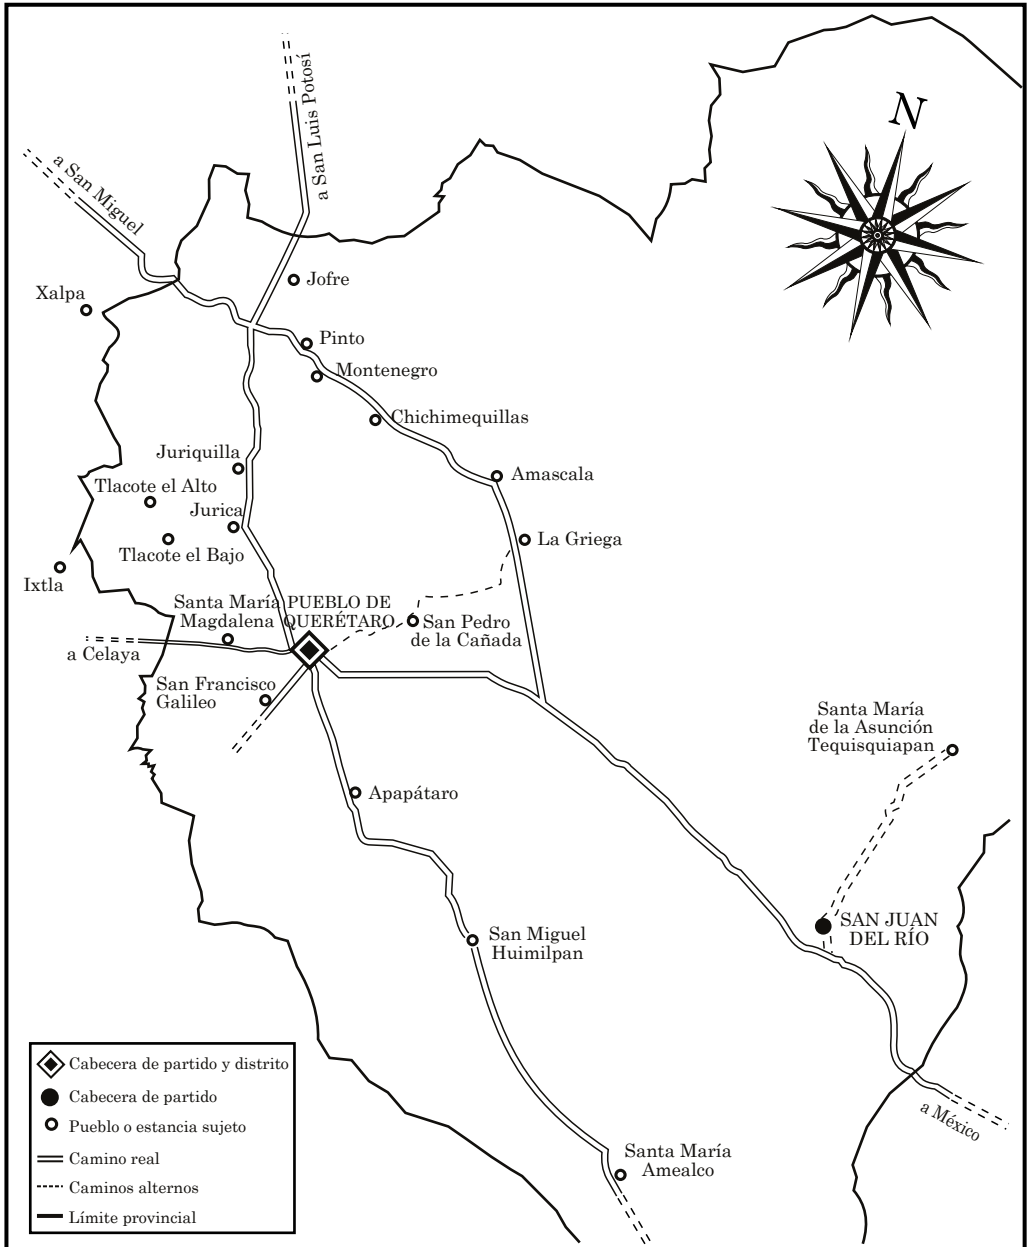 N
a San Luis Potosí
a San Miguel
Jofre
Xalpa
Pinto
Montenegro
Chichimequillas
Juriquilla
Amascala
Tlacote el Alto
Jurica
La Griega
Tlacote el Bajo
Ixtla
Santa María
Magdalena
PUEBLO DE
QUERÉTARO
San Pedro
de la Cañada
a Celaya
San Francisco
Galileo
Santa María
de la Asunción
Tequisquiapan
Apapátaro
SAN JUAN
DEL RÍO
San Miguel
Huimilpan
a México
Santa María
Amealco
Cabecera de partido y distrito
Cabecera de partido
Pueblo o estancia sujeto
Camino real
Caminos alternos
Límite provincial